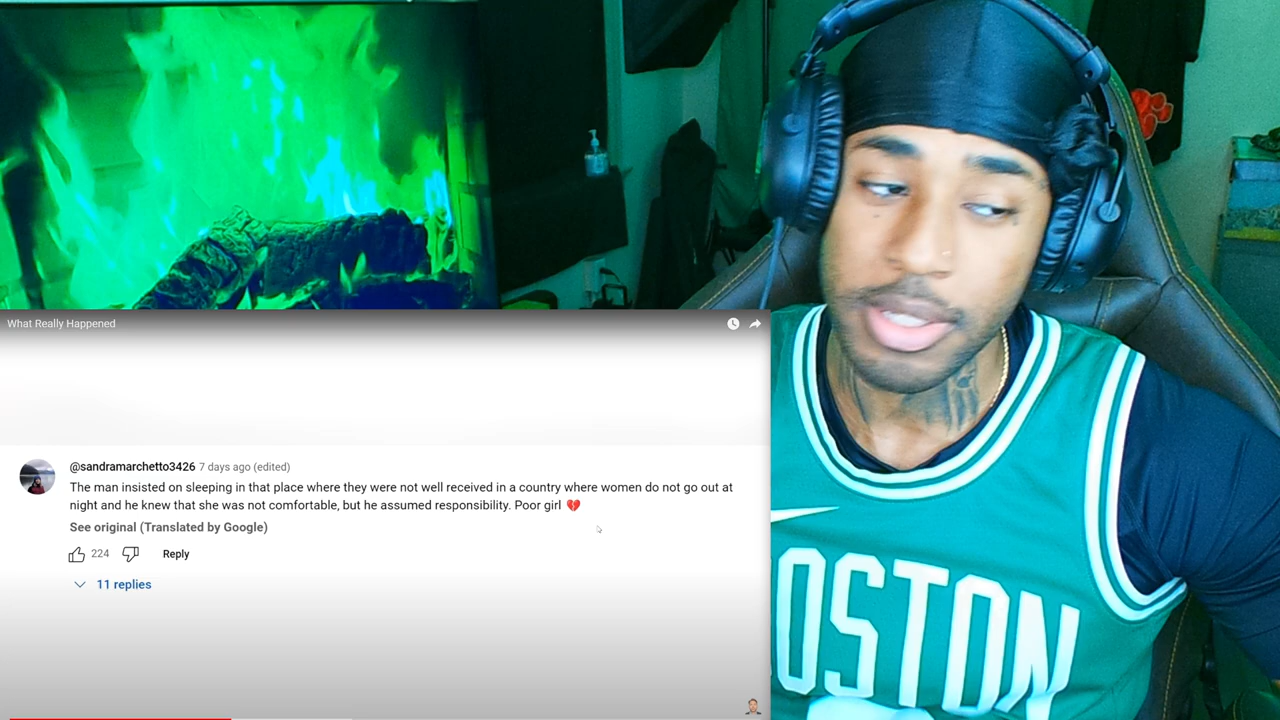 What Really Happened
@sandramarchetto3426 7 days ago (edited)
The man insisted on sleeping in that place where they were not well received in a country where women do not go out at
night and he knew that she was not comfortable, but he assumed responsibility. Poor girl 💔
See original (Translated by Google)
224
Reply
11 replies
BOSTON